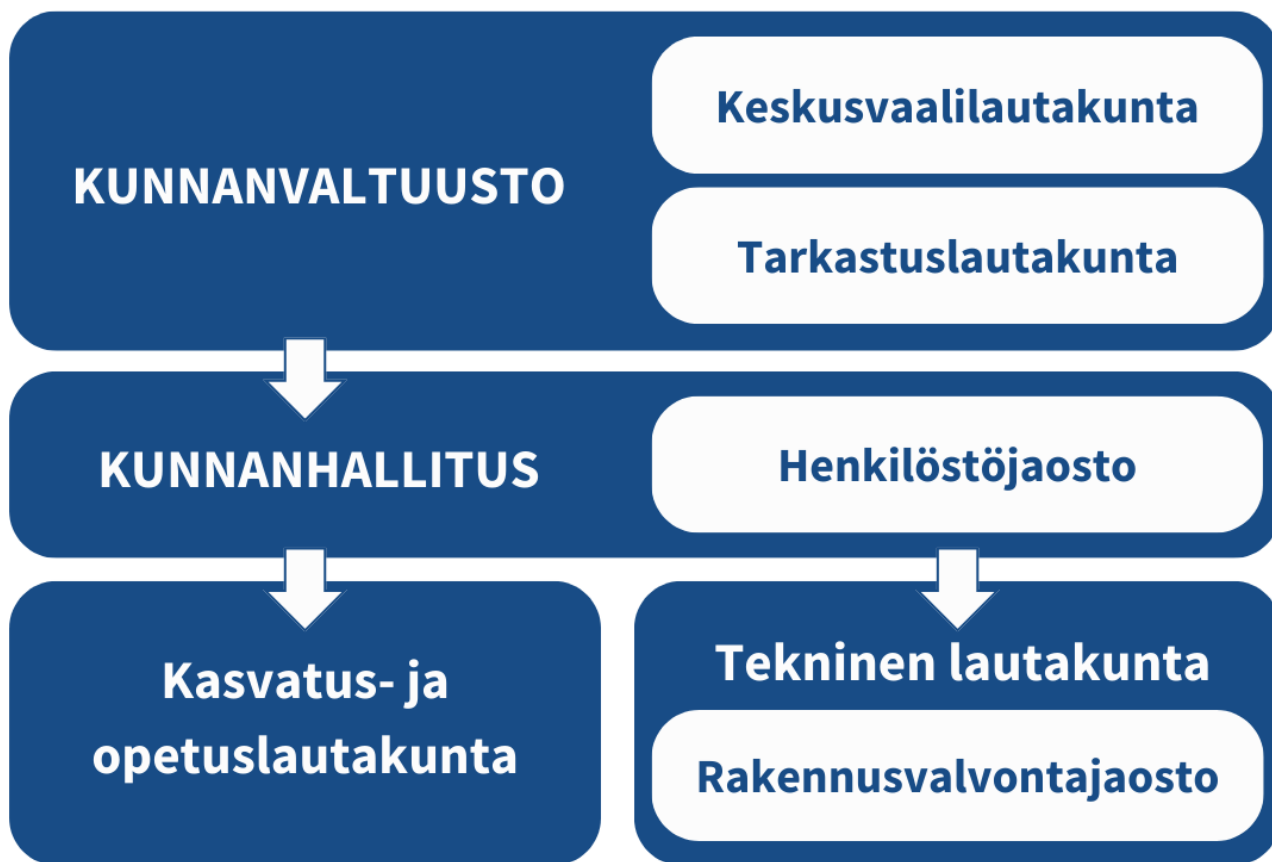 KUNNANVALTUUSTO
Keskusvaalilautakunta
Tarkastuslautakunta
KUNNANHALLITUS
Henkilöstöjaosto
Kasvatus- ja
opetuslautakunta
Tekninen lautakunta
Rakennusvalvontajaosto